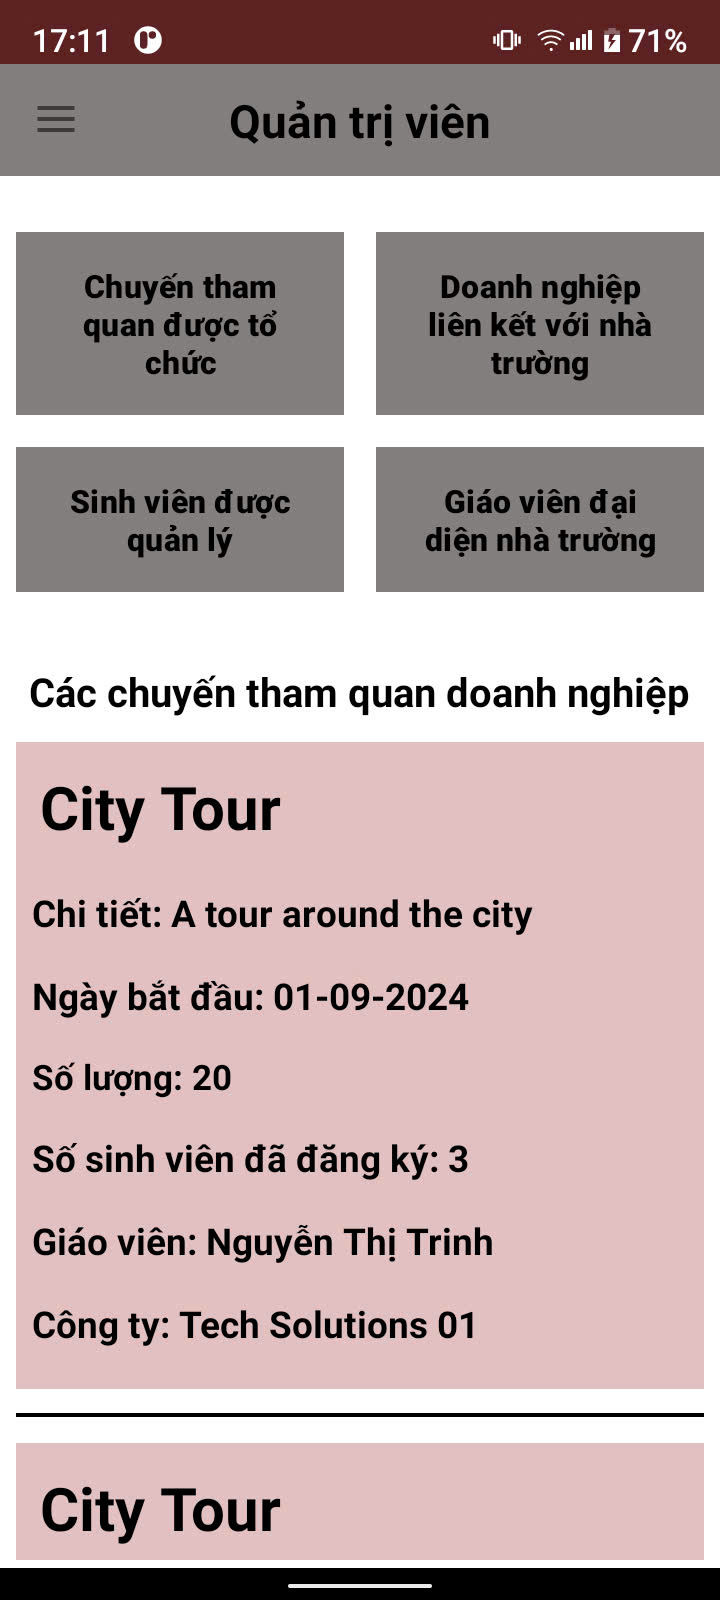 17:11
71%
Quản trị viên
Chuyến tham
quan được tổ
chức
Doanh nghiệp
liên kết với nhà
trường
Sinh viên được
quản lý
Giáo viên đại
diện nhà trường
Các chuyến tham quan doanh nghiệp
City Tour
Chi tiết: A tour around the city
Ngày bắt đầu: 01-09-2024
Số lượng: 20
Số sinh viên đã đăng ký: 3
Giáo viên: Nguyễn Thị Trinh
Công ty: Tech Solutions 01
City Tour